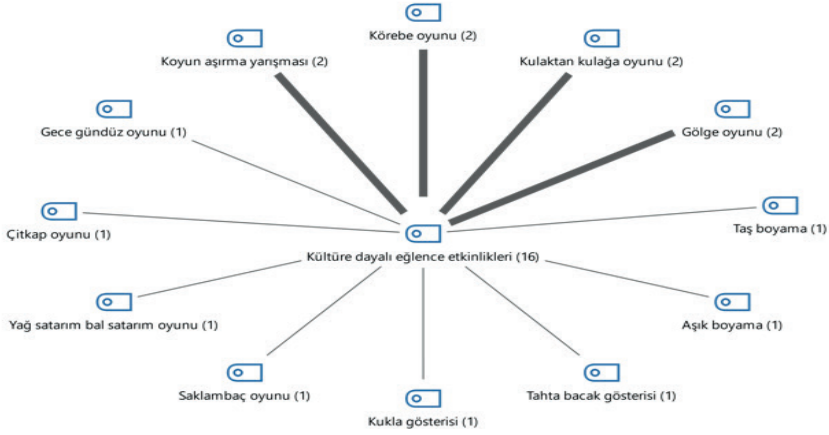 Körebe oyunu (2)
Koyun aşırma yarışması (2)
Kulaktan kulağa oyunu (2)
Gece gündüz oyunu (1)
Gölge oyunu (2)
Çitkap oyunu (1)
Taş boyama (1)
Kültüre dayalı eğlence etkinlikleri (16)
Yağ satarım bal satarım oyunu (1)
Aşık boyama (1)
Saklambaç oyunu (1)
Tahta bacak gösterisi (1)
Kukla gösterisi (1)